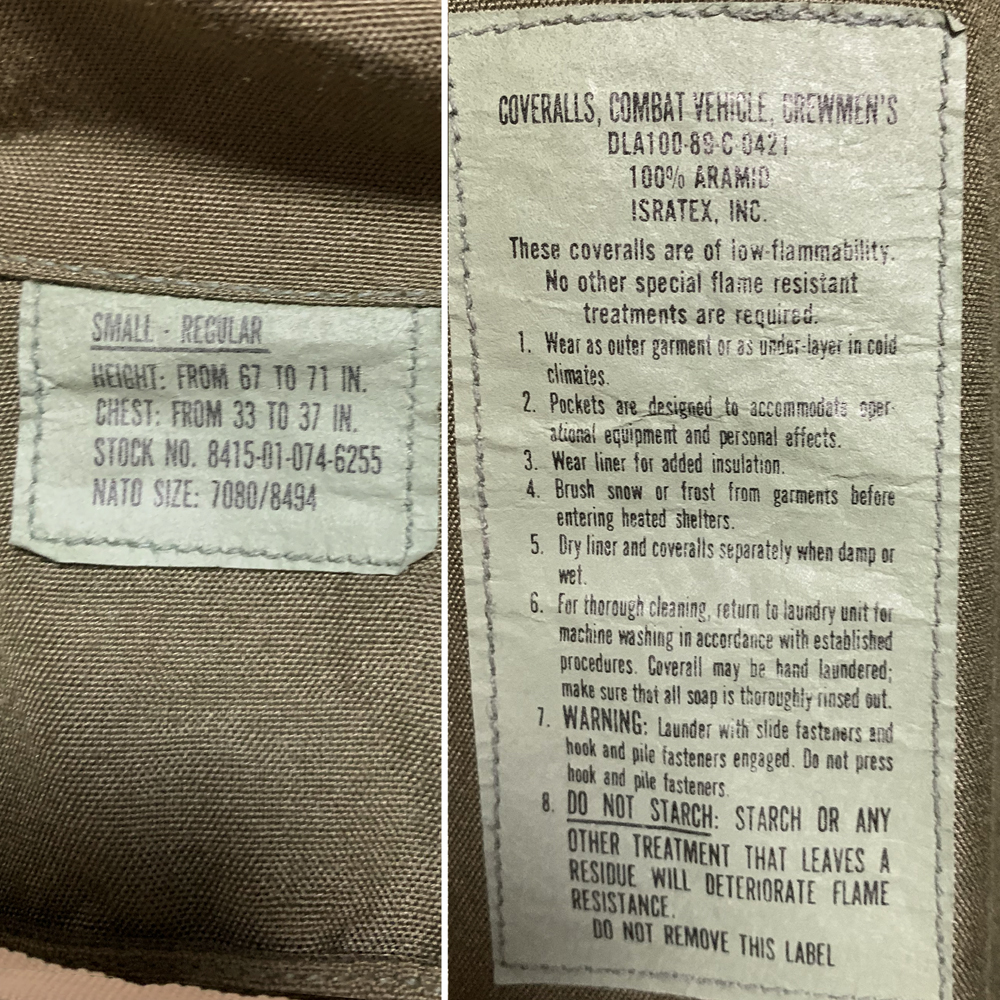 SMALL - REGULAR
HEIGHT: FROM 67 TO 71 IN.
CHEST: FROM 33 TO 37 IN.
STOCK NO. 8415-01-074-6255
NATO SIZE: 7080/8494
COVERALLS, COMBAT VEHICLE, CREWMEN'S
DLA100-89-C-0421
100% ARAMID
ISRATEX, INC.
These coveralls are of low-flammability.
No other special flame resistant
treatments are required.
1. Wear as outer garment or as under-layer in cold
climates.
2. Pockets are designed to accommodate oper-
ational equipment and personal effects.
3. Wear liner for added insulation.
4. Brush snow or frost from garments before
entering heated shelters.
5. Dry liner and coveralls separately when damp or
wet.
6. For thorough cleaning, return to laundry unit for
machine washing in accordance with established
procedures. Coverall may be hand laundered;
make sure that all soap is thoroughly rinsed out.
7. WARNING: Launder with slide fasteners and
hook and pile fasteners engaged. Do not press
hook and pile fasteners.
8. DO NOT STARCH: STARCH OR ANY
OTHER TREATMENT THAT LEAVES A
RESIDUE WILL DETERIORATE FLAME
RESISTANCE.
DO NOT REMOVE THIS LABEL